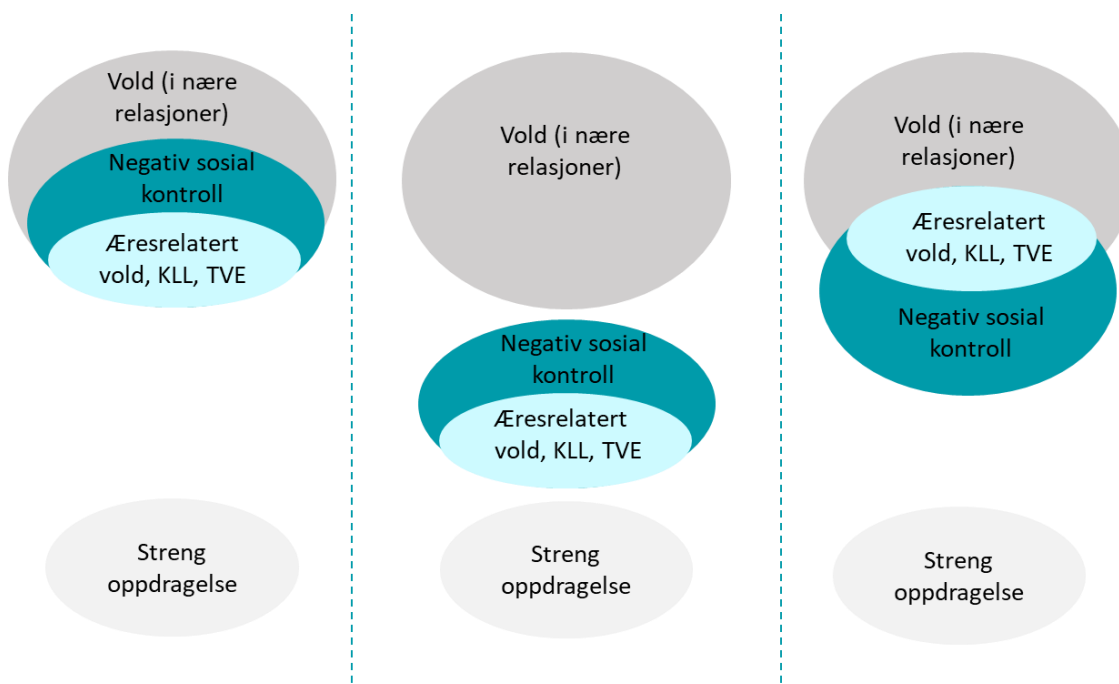 Vold (i nære
relasjoner)
Negativ sosial
kontroll
Æresrelatert
vold, KLL, TVE
Streng
oppdragelse
Vold (i nære
relasjoner)
Negativ sosial
kontroll
Æresrelatert
vold, KLL, TVE
Streng
oppdragelse
Vold (i nære
relasjoner)
Æresrelatert
vold, KLL, TVE
Negativ sosial
kontroll
Streng
oppdragelse